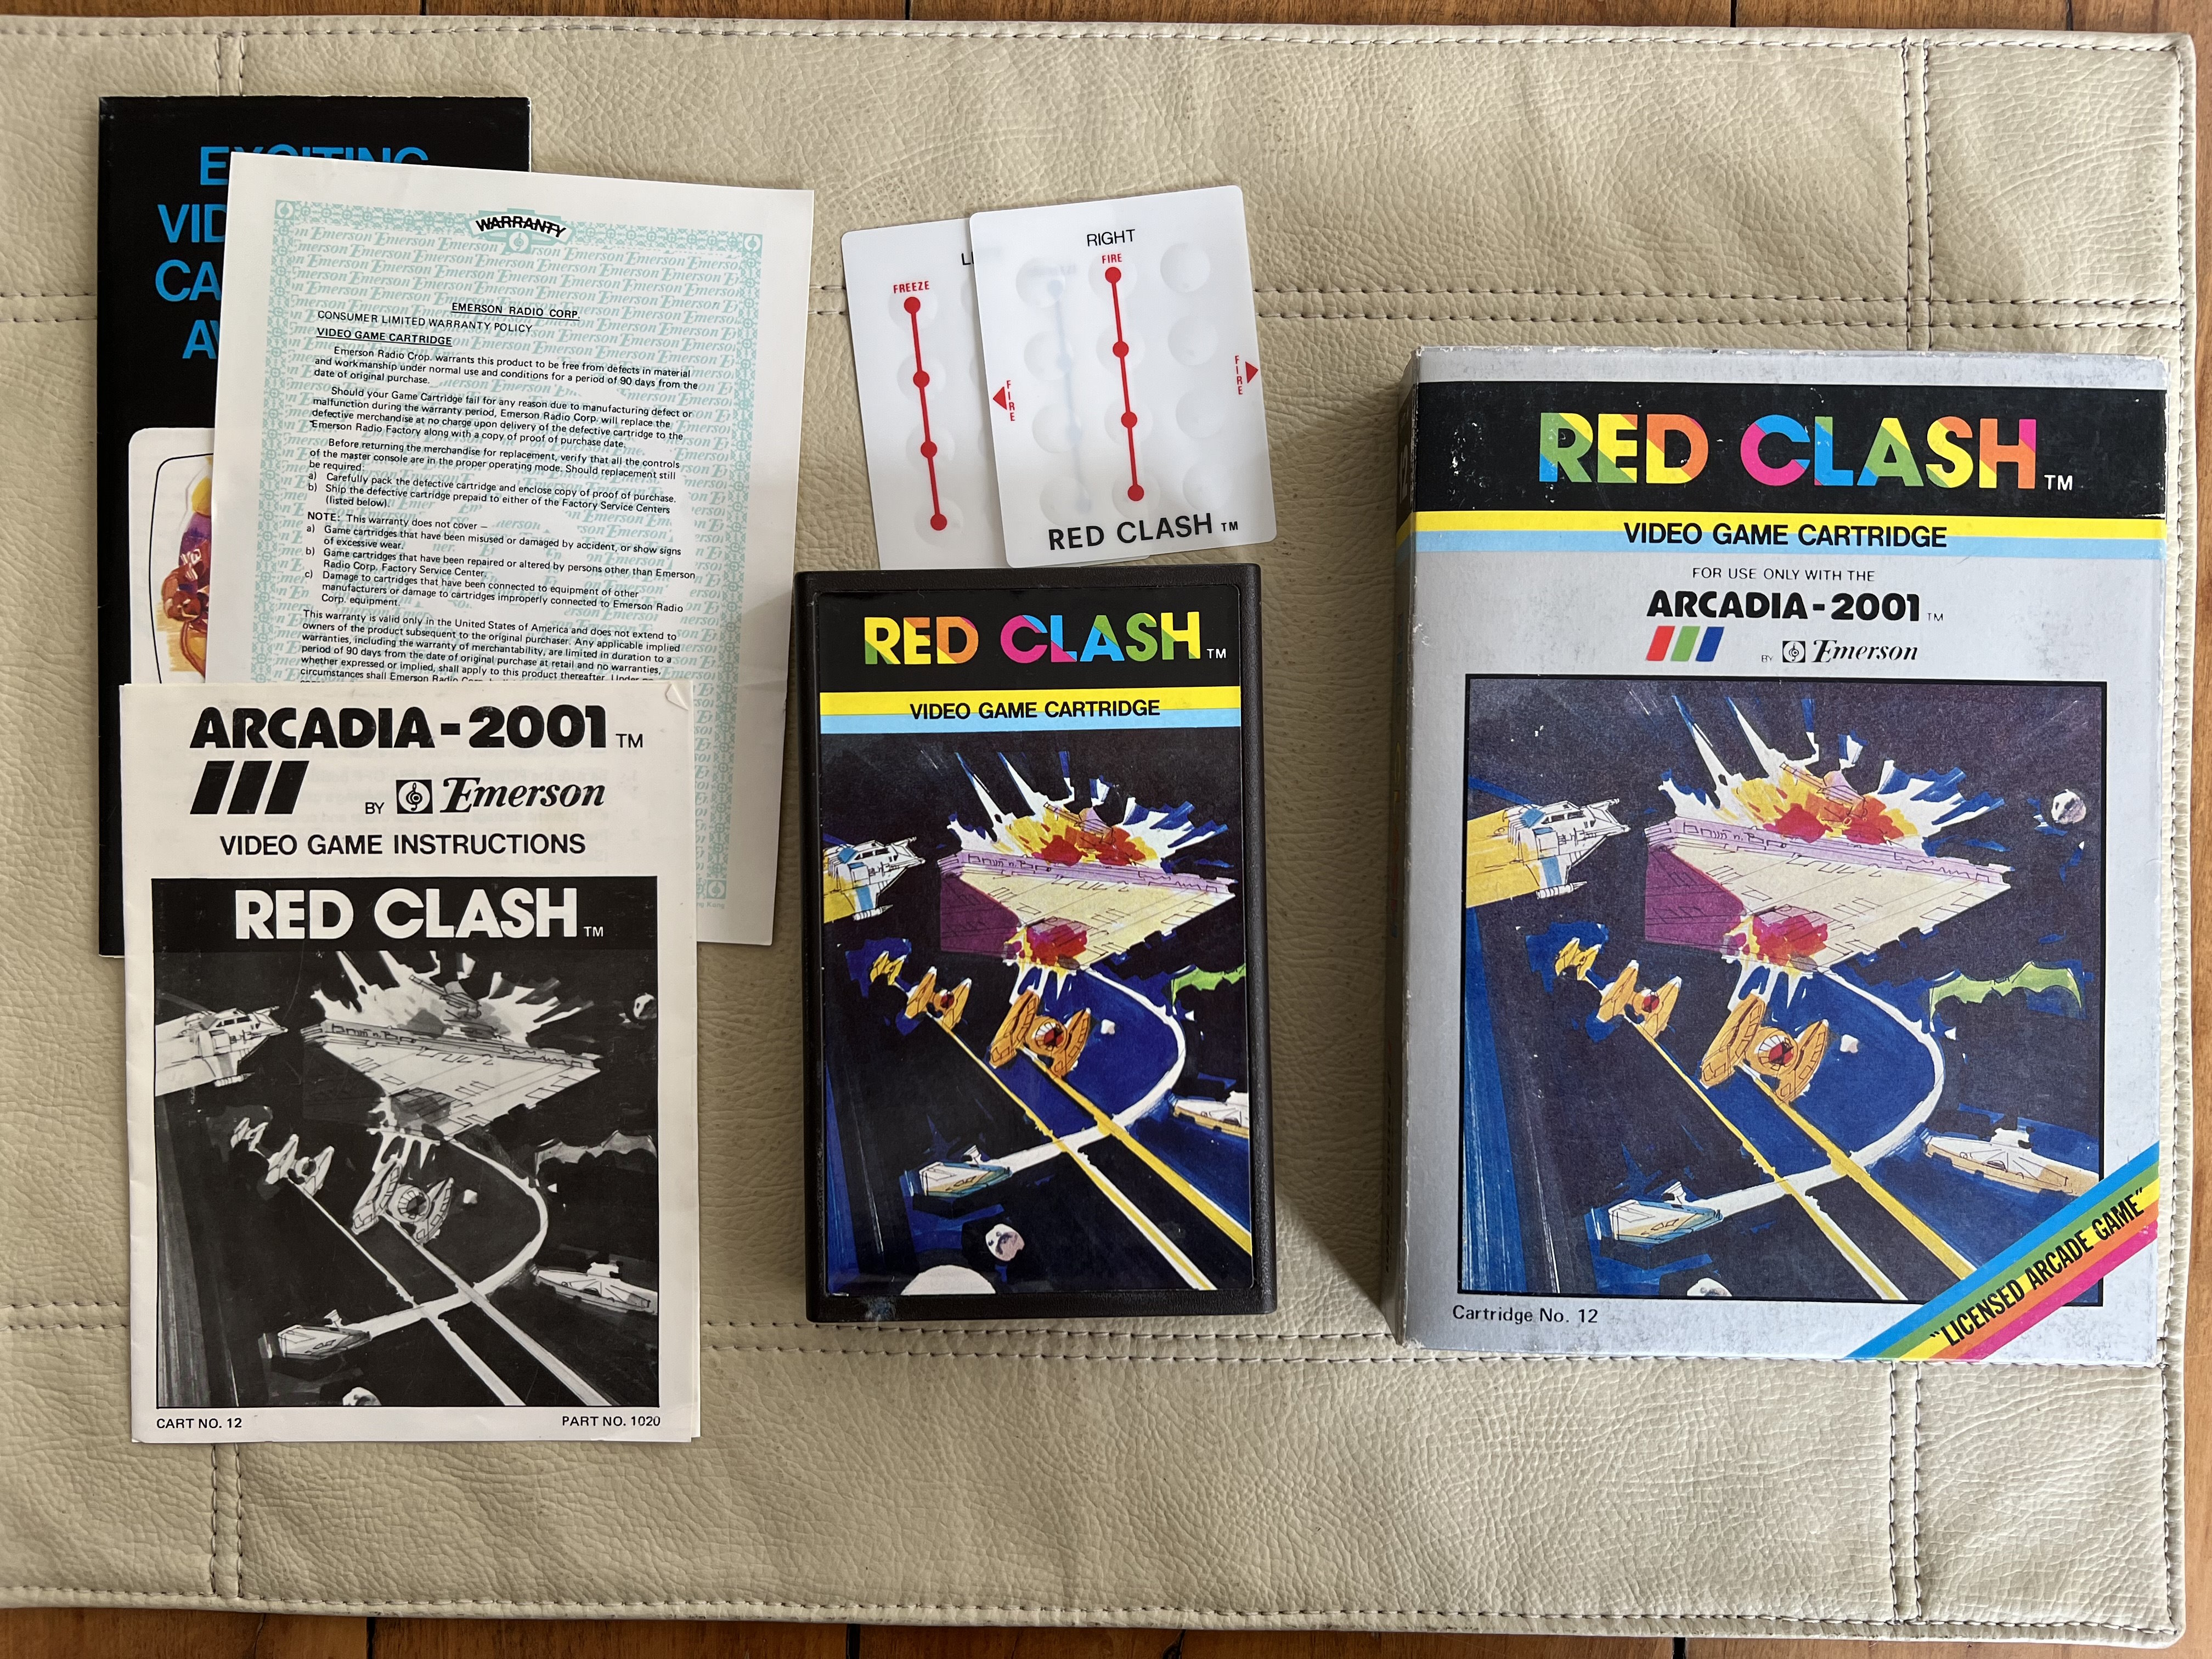 WARRANTY
EMERSON RADIO CORP.
CONSUMER LIMITED WARRANTY POLICY
VIDEO GAME CARTRIDGE
Emerson Radio Crop. warrants this product to be free from defects in material
and workmanship under normal use and conditions for a period of 90 days from the
date of original purchase.
Should your Game Cartridge fail for any reason due to manufacturing defect or
malfunction during the warranty period, Emerson Radio Corp. will replace the
defective merchandise at no charge upon delivery of the defective cartridge to the
Emerson Radio Factory along with a copy of proof of purchase date.
Before returning the merchandise for replacement, verify that all the controls
of the master console are in the proper operating mode. Should replacement still
be required:
a) Carefully pack the defective cartridge and enclose copy of proof of purchase.
b) Ship the defective cartridge prepaid to either of the Factory Service Centers
(listed below).
NOTE: This warranty does not cover –
a) Game cartridges that have been misused or damaged by accident, or show signs
of excessive wear.
b) Game cartridges that have been repaired or altered by persons other than Emerson
Radio Corp. Factory Service Center.
c) Damage to cartridges that have been connected to equipment of other
manufacturers or damage to cartridges improperly connected to Emerson Radio
Corp. equipment.
This warranty is valid only in the United States of America and does not extend to
owners of the product subsequent to the original purchaser. Any applicable implied
warranties, including the warranty of merchantability, are limited in duration to a
period of 90 days from the date of original purchase at retail and no warranties,
whether expressed or implied, shall apply to this product thereafter. Under no
circumstances shall Emerson Radio Corp.
ARCADIA-2001 TM
BY Emerson
VIDEO GAME INSTRUCTIONS
RED CLASH TM
CART NO. 12
PART NO. 1020
FREEZE
RIGHT
FIRE
FIRE
FIRE
RED CLASH TM
RED CLASH TM
VIDEO GAME CARTRIDGE
RED CLASH TM
VIDEO GAME CARTRIDGE
FOR USE ONLY WITH THE
ARCADIA-2001 TM
BY Emerson
Cartridge No. 12
"LICENSED ARCADE GAME"